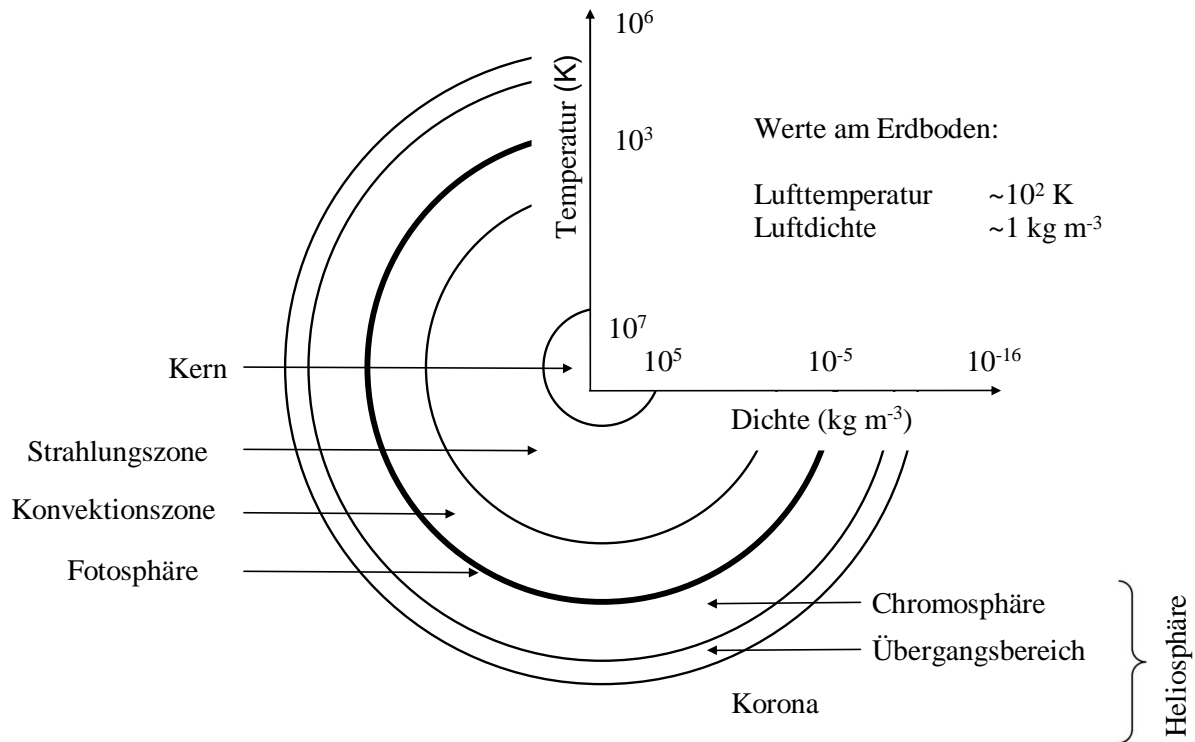 10⁶
Temperatur (K)
10³
Werte am Erdboden:
Lufttemperatur ~10² K
Luftdichte ~1 kg m⁻³
10⁷
10⁵ 10⁻⁵ 10⁻¹⁶
Kern
Dichte (kg m⁻³)
Strahlungszone
Konvektionszone
Fotosphäre
Chromosphäre
Übergangsbereich
Korona
Heliosphäre